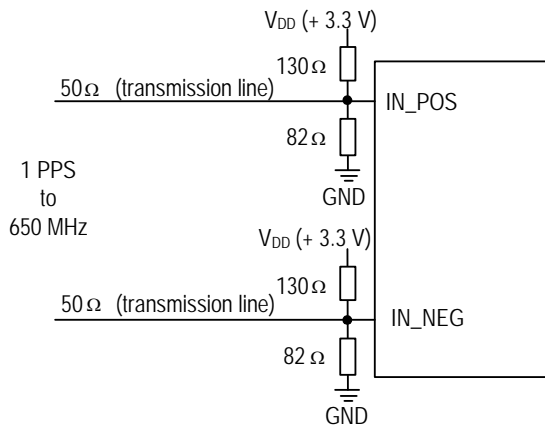 V_DD (+ 3.3 V)
130 Ω
50 Ω (transmission line)
IN_POS
82 Ω
GND
1 PPS
to
650 MHz
V_DD (+ 3.3 V)
130 Ω
50 Ω (transmission line)
IN_NEG
82 Ω
GND